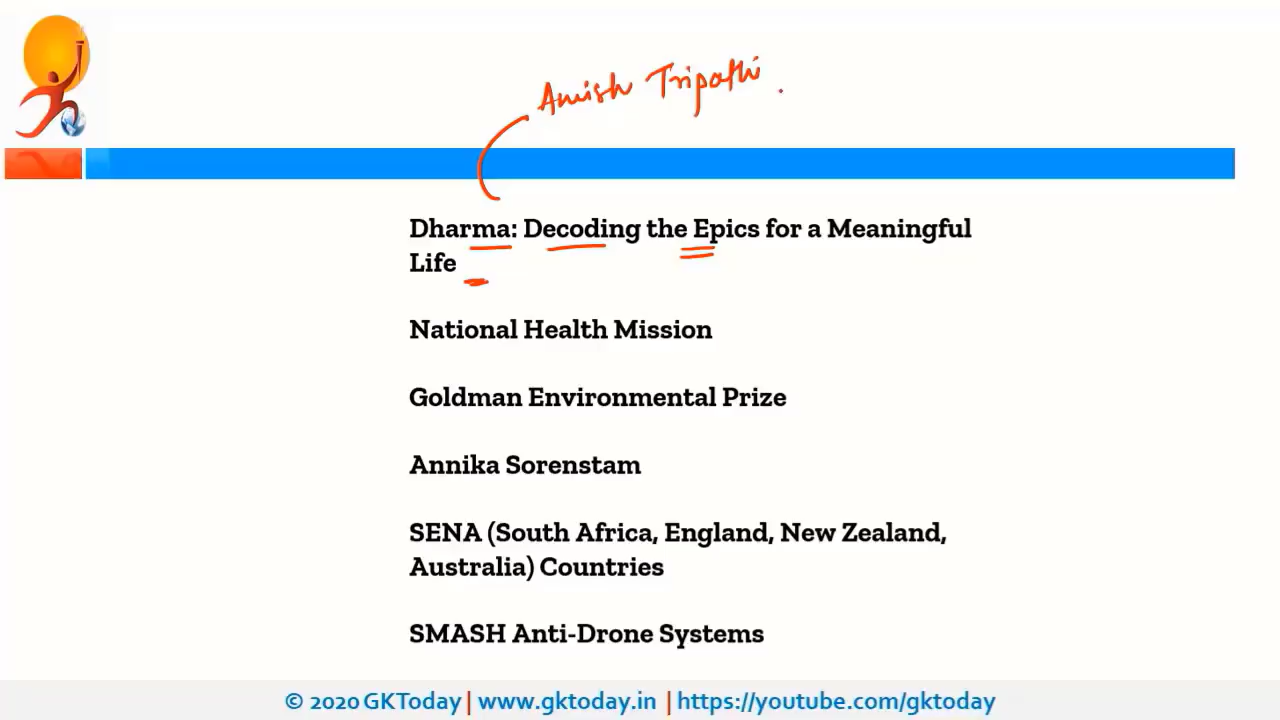 Amish Tripathi.
Dharma: Decoding the Epics for a Meaningful
Life
National Health Mission
Goldman Environmental Prize
Annika Sorenstam
SENA (South Africa, England, New Zealand,
Australia) Countries
SMASH Anti-Drone Systems
© 2020 GKToday | www.gktoday.in | https://youtube.com/gktoday